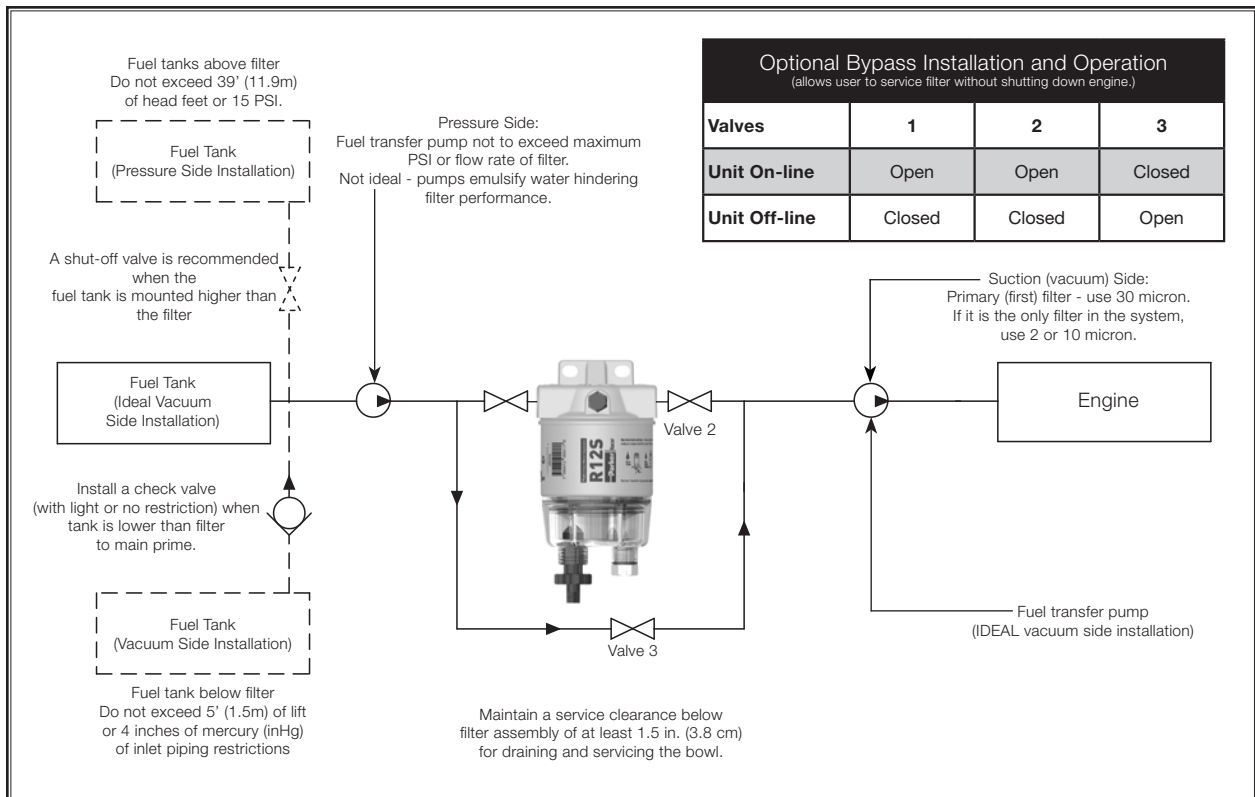 Fuel tanks above filter
Do not exceed 39' (11.9m)
of head feet or 15 PSI.
Fuel Tank
(Pressure Side Installation)
A shut-off valve is recommended
when the
fuel tank is mounted higher than
the filter
Fuel Tank
(Ideal Vacuum
Side Installation)
Install a check valve
(with light or no restriction) when
tank is lower than filter
to main prime.
Fuel Tank
(Vacuum Side Installation)
Fuel tank below filter
Do not exceed 5' (1.5m) of lift
or 4 inches of mercury (inHg)
of inlet piping restrictions
Pressure Side:
Fuel transfer pump not to exceed maximum
PSI or flow rate of filter.
Not ideal - pumps emulsify water hindering
filter performance.
R12S
Valve 2
Valve 3
Maintain a service clearance below
filter assembly of at least 1.5 in. (3.8 cm)
for draining and servicing the bowl.
Optional Bypass Installation and Operation
(allows user to service filter without shutting down engine.)
Valves 1 2 3
Unit On-line Open Open Closed
Unit Off-line Closed Closed Open
Suction (vacuum) Side:
Primary (first) filter - use 30 micron.
If it is the only filter in the system,
use 2 or 10 micron.
Engine
Fuel transfer pump
(IDEAL vacuum side installation)